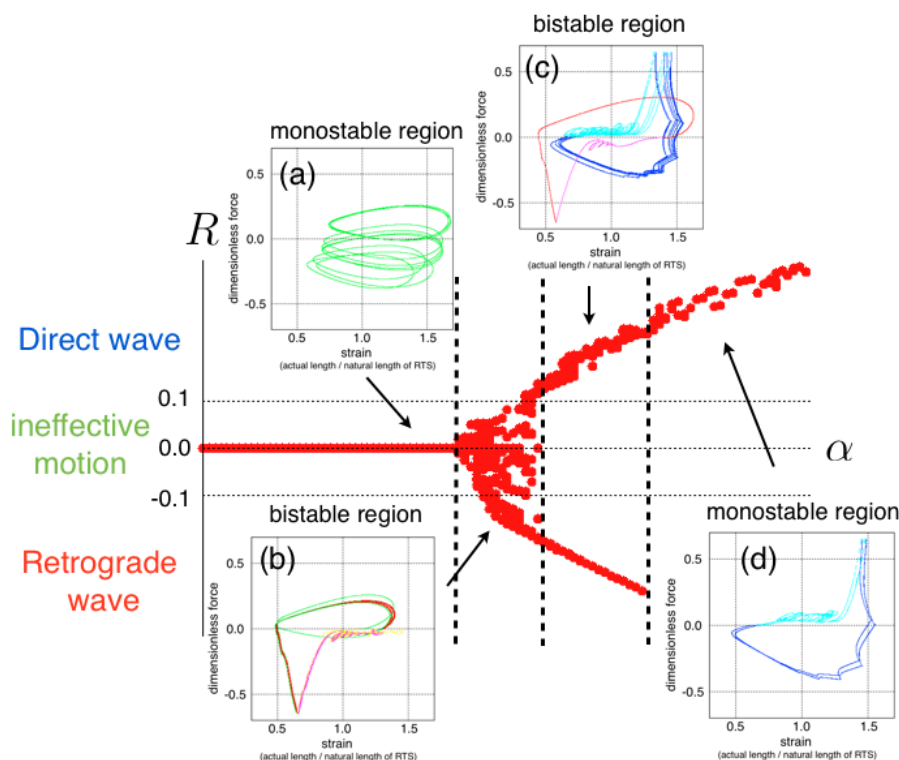 bistable region
(c)
dimensionless force
0.5
0.0
-0.5
0.5
1.0
1.5
strain
(actual length / natural length of RTS)
monostable region
(a)
dimensionless force
0.5
0.0
-0.5
0.5
1.0
1.5
strain
(actual length / natural length of RTS)
R
Direct wave
ineffective
motion
Retrograde
wave
0.1
0.0
-0.1
α
bistable region
(b)
dimensionless force
0.5
0.0
-0.5
0.5
1.0
1.5
strain
(actual length / natural length of RTS)
monostable region
(d)
dimensionless force
0.5
0.0
-0.5
0.5
1.0
1.5
strain
(actual length / natural length of RTS)